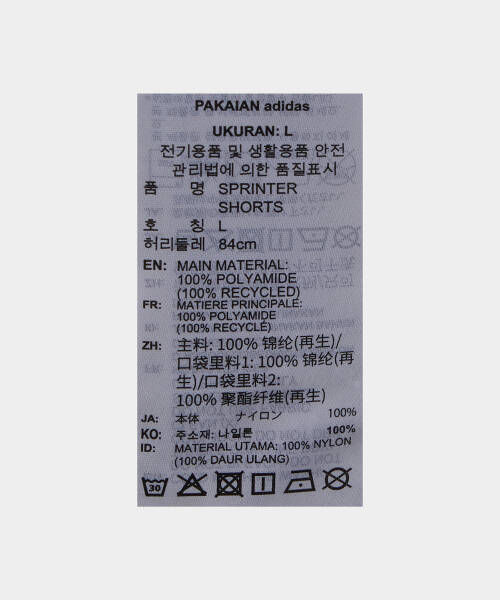 PAKAIAN adidas
UKURAN: L
전기용품 및 생활용품 안전
관리법에 의한 품질표시
품 명 SPRINTER
SHORTS
호 칭 L
허리둘레 84cm
EN: MAIN MATERIAL:
100% POLYAMIDE
(100% RECYCLED)
FR: MATIERE PRINCIPALE:
100% POLYAMIDE
(100% RECYCLÉ)
ZH: 主料: 100% 锦纶(再生)/
口袋里料1: 100% 锦纶(再
生)/口袋里料2:
100% 聚酯纤维(再生)
JA: 本体 ナイロン 100%
KO: 주소재: 나일론 100%
ID: MATERIAL UTAMA: 100% NYLON
(100% DAUR ULANG)
30